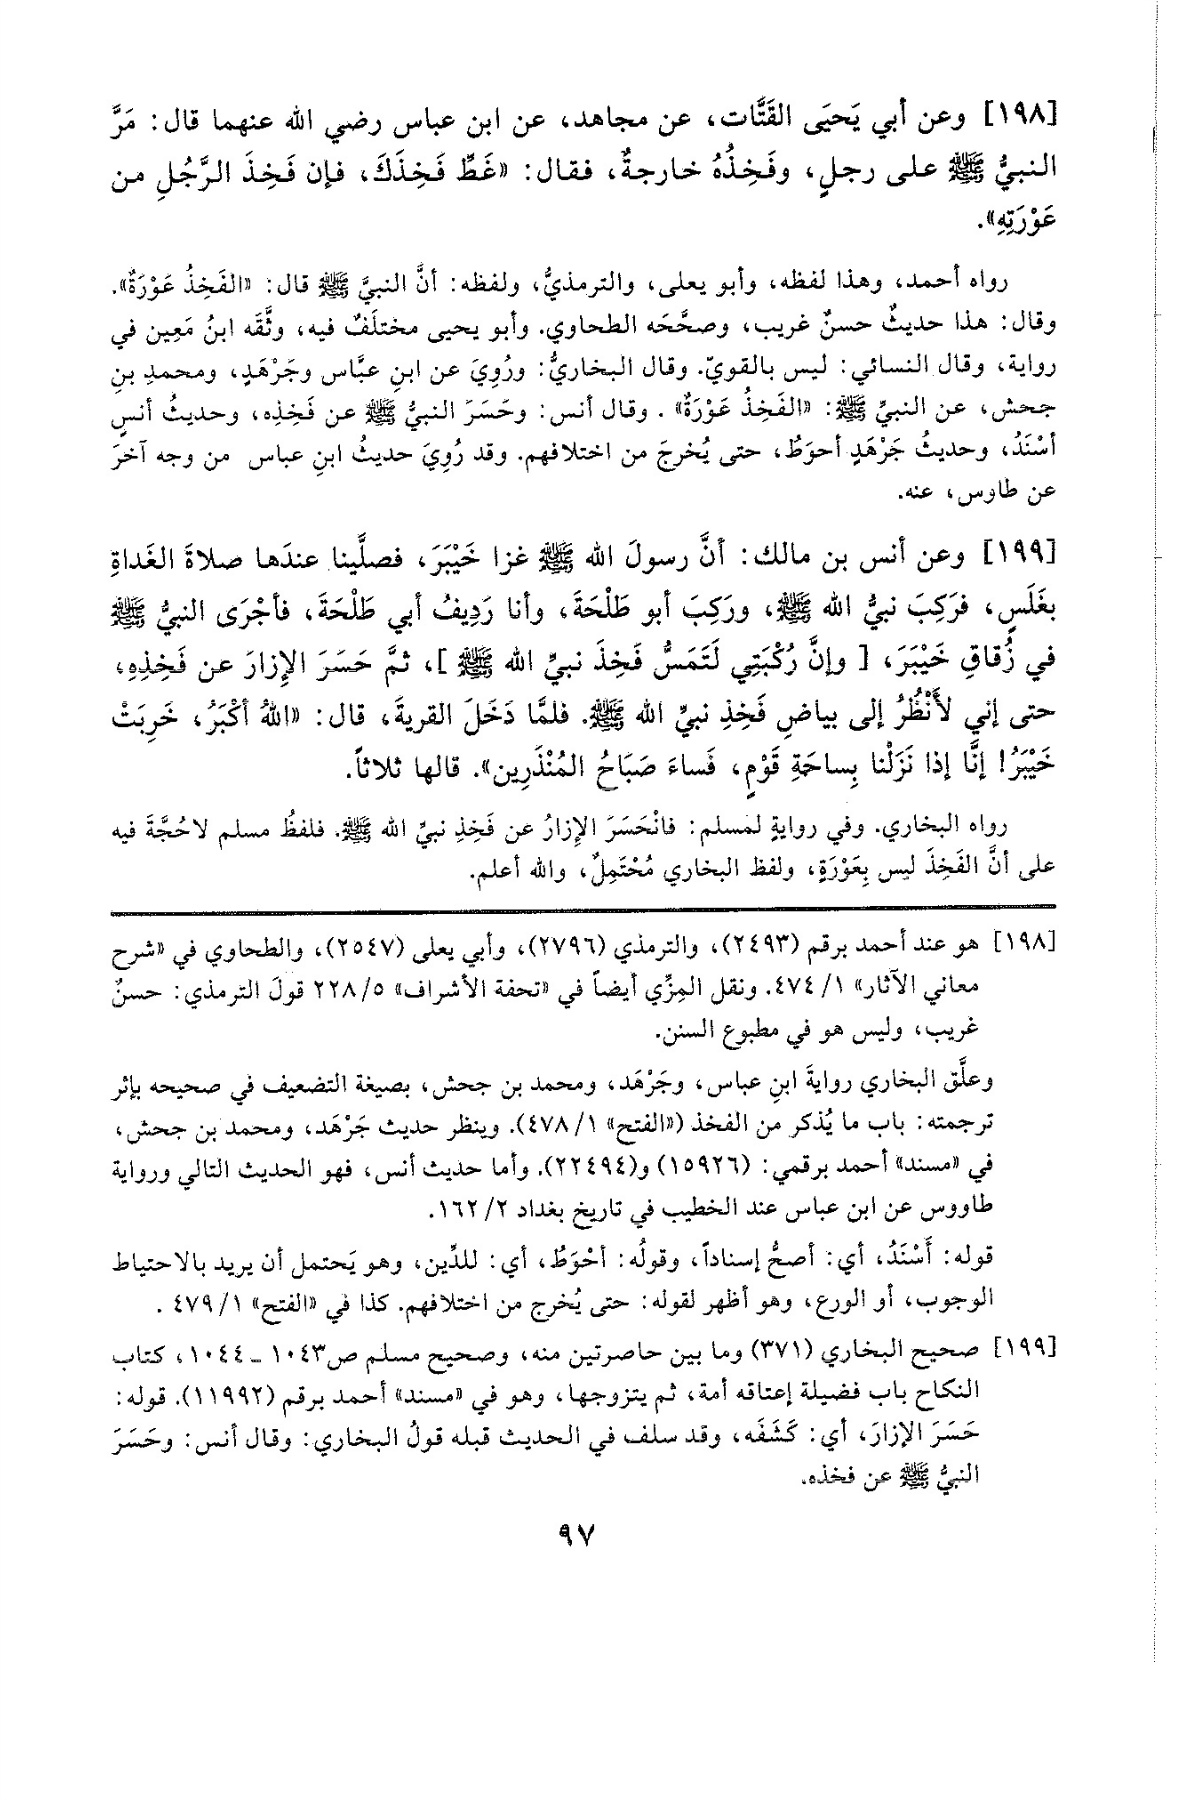 [١٩٨] وعن أبي يَحيَى القَتَّات، عن مجاهد، عن ابن عباس رضي الله عنهما قال: مَرَّ
النبيُّ ﷺ على رجلٍ، وفَخِذُهُ خارجةٌ، فقال: «غَطِّ فَخِذَكَ، فإن فَخِذَ الرَّجُلِ من
عَوْرَتِهِ».
رواه أحمد، وهذا لفظه، وأبو يعلى، والترمذيُّ، ولفظه: أنَّ النبيَّ ﷺ قال: «الفَخِذُ عَوْرَةٌ».
وقال: هذا حديثٌ حسنٌ غريب، وصحَّحَه الطحاوي. وأبو يحيى مختلَفٌ فيه، وثَّقَه ابنُ مَعِين في
رواية، وقال النسائي: ليس بالقويّ. وقال البخاريُّ: ورُوِيَ عن ابنِ عبَّاس وجَرْهَدٍ، ومحمدِ بنِ
جحش، عن النبيِّ ﷺ: «الفَخِذُ عَوْرَةٌ» . وقال أنس: وحَسَرَ النبيُّ ﷺ عن فَخِذِه، وحديثُ أنسٍ
أسْنَدُ، وحديثُ جَرْهَدٍ أحوَطُ، حتى يُخرجَ من اختلافهم. وقد رُوِيَ حديثُ ابنِ عباس من وجه آخرَ
عن طاوس، عنه.
[١٩٩] وعن أنس بن مالك: أنَّ رسولَ الله ﷺ غزا خَيْبَرَ، فصلَّينا عندَها صلاةَ الغَداةِ
بغَلَسٍ، فرَكِبَ نبيُّ الله ﷺ، ورَكِبَ أبو طَلْحَةَ، وأنا رَدِيفُ أبي طَلْحَةَ، فأجْرَى النبيُّ ﷺ
في زُقاقِ خَيْبَرَ، [ وإنَّ رُكْبَتِي لَتَمَسُّ فَخِذَ نبيِّ الله ﷺ ]، ثمَّ حَسَرَ الإِزارَ عن فَخِذِهِ،
حتى إني لأَنْظُرُ إلى بياضِ فَخِذِ نبيِّ الله ﷺ. فلمَّا دَخَلَ القريةَ، قال: «اللهُ أكْبَرُ، خَرِبَتْ
خَيْبَرُ! إنَّا إذا نَزَلْنا بِساحَةِ قَوْمٍ، فَساءَ صَبَاحُ المُنْذَرِين». قالها ثلاثاً.
رواه البخاري. وفي روايةٍ لمسلم: فانْحَسَرَ الإِزارُ عن فَخِذِ نبيِّ الله ﷺ. فلفظُ مسلم لاحُجَّةَ فيه
على أنَّ الفَخِذَ ليس بِعَوْرَةٍ، ولفظ البخاري مُحْتَمِلٌ، والله أعلم.
[١٩٨] هو عند أحمد برقم (٢٤٩٣)، والترمذي (٢٧٩٦)، وأبي يعلى (٢٥٤٧)، والطحاوي في «شرح
معاني الآثار» ١/ ٤٧٤. ونقل المِزِّي أيضاً في «تحفة الأشراف» ٥/ ٢٢٨ قولَ الترمذي: حسنٌ
غريب، وليس هو في مطبوع السنن.
وعلَّق البخاري روايةَ ابنِ عباس، وجَرْهَد، ومحمد بن جحش، بصيغة التضعيف في صحيحه بإثر
ترجمته: باب ما يُذكر من الفخذ («الفتح» ١/ ٤٧٨). وينظر حديث جَرْهَد، ومحمد بن جحش،
في «مسند» أحمد برقمي: (١٥٩٢٦) و(٢٢٤٩٤). وأما حديث أنس، فهو الحديث التالي ورواية
طاووس عن ابن عباس عند الخطيب في تاريخ بغداد ٢/ ١٦٢.
قوله: أَسْنَدُ، أي: أصحُّ إسناداً، وقولُه: أحْوَطُ، أي: للدِّين، وهو يَحتمل أن يريد بالاحتياط
الوجوب، أو الورع، وهو أظهر لقوله: حتى يُخرج من اختلافهم. كذا في «الفتح» ١/ ٤٧٩ .
[١٩٩] صحيح البخاري (٣٧١) وما بين حاصرتين منه، وصحيح مسلم ص١٠٤٣ ـ ١٠٤٤، كتاب
النكاح باب فضيلة إعتاقه أمة، ثم يتزوجها، وهو في «مسند» أحمد برقم (١١٩٩٢). قوله:
حَسَرَ الإزارَ، أي: كَشَفَه، وقد سلف في الحديث قبله قولُ البخاري: وقال أنس: وحَسَرَ
النبيُّ ﷺ عن فخذه.
٩٧